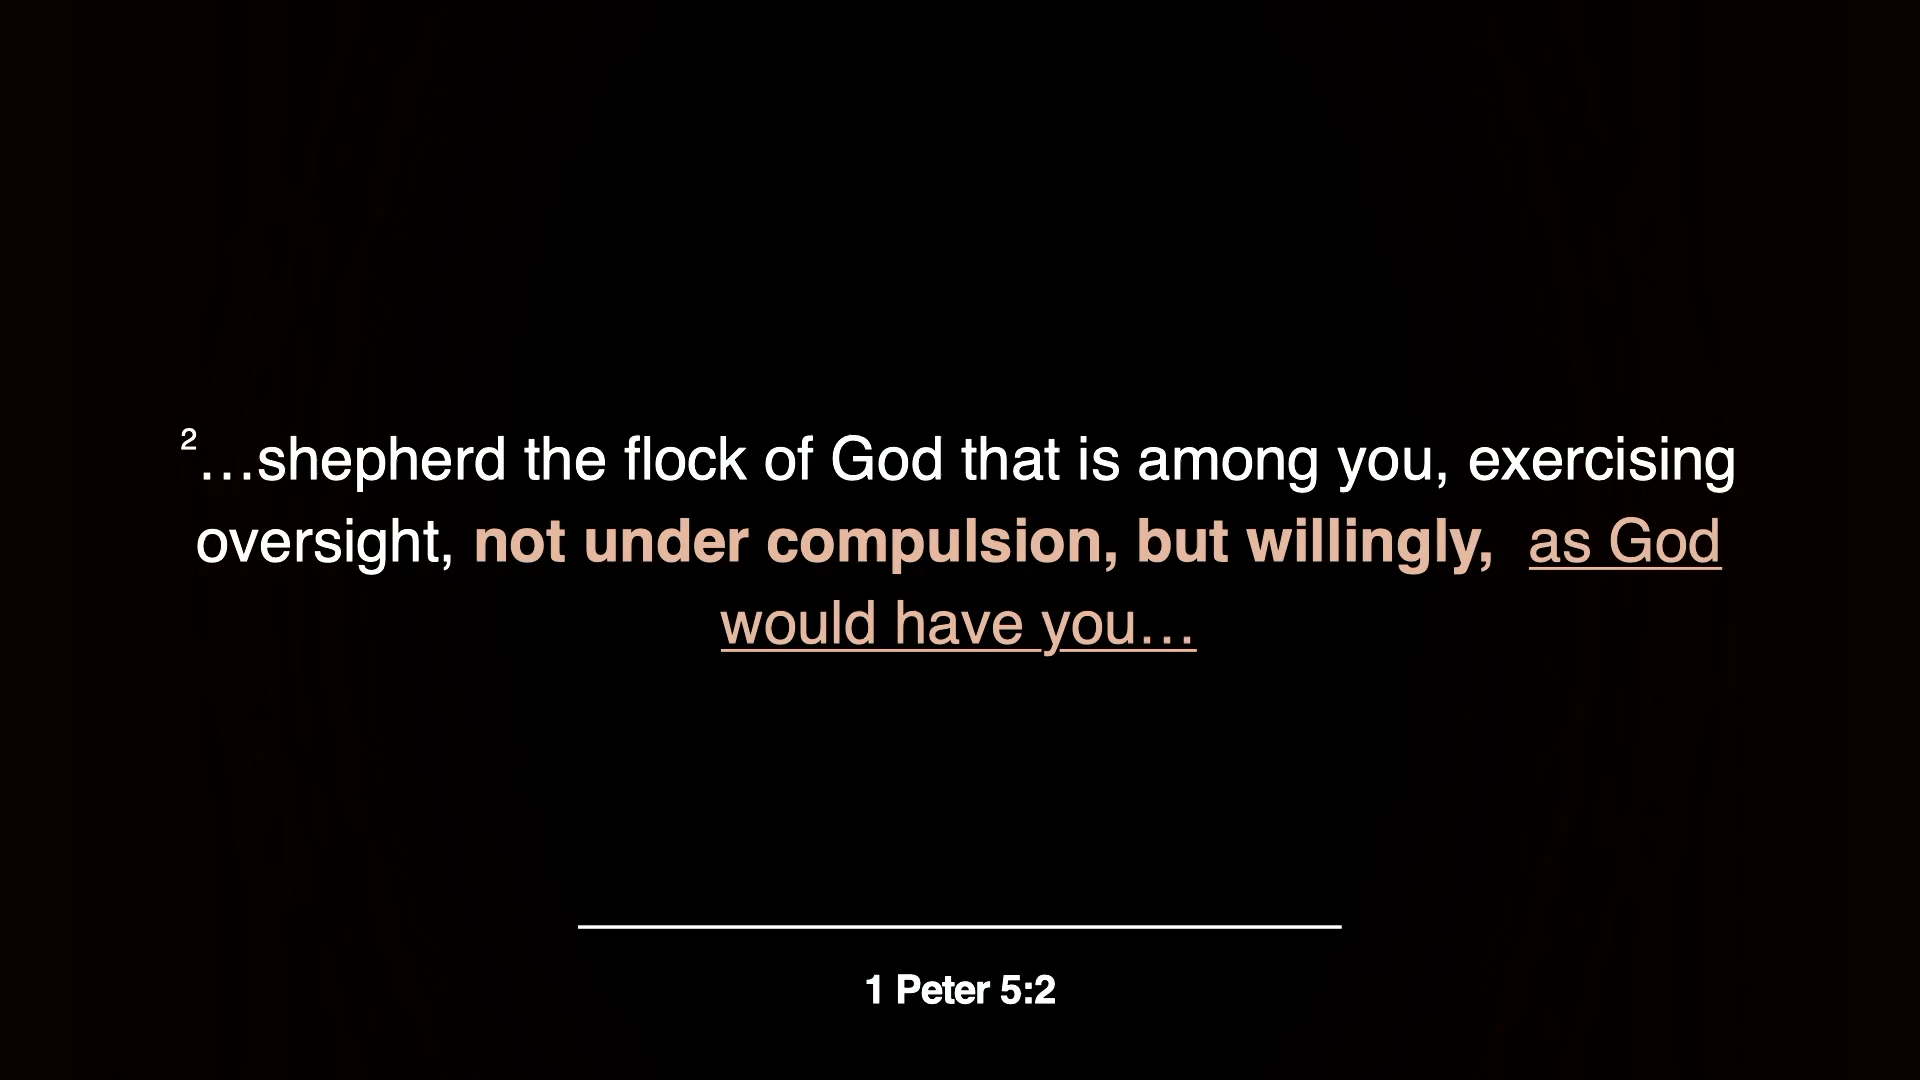 ²…shepherd the flock of God that is among you, exercising
oversight, not under compulsion, but willingly,  as God
would have you…
1 Peter 5:2